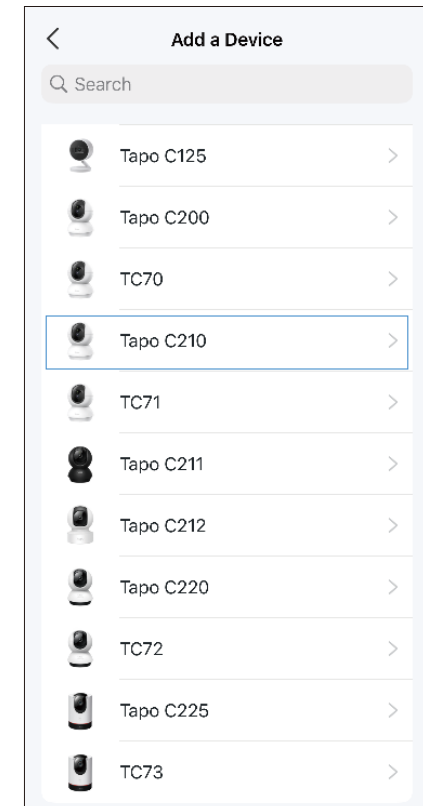 Add a Device
Search
Tapo C125
Tapo C200
TC70
Tapo C210
TC71
Tapo C211
Tapo C212
Tapo C220
TC72
Tapo C225
TC73